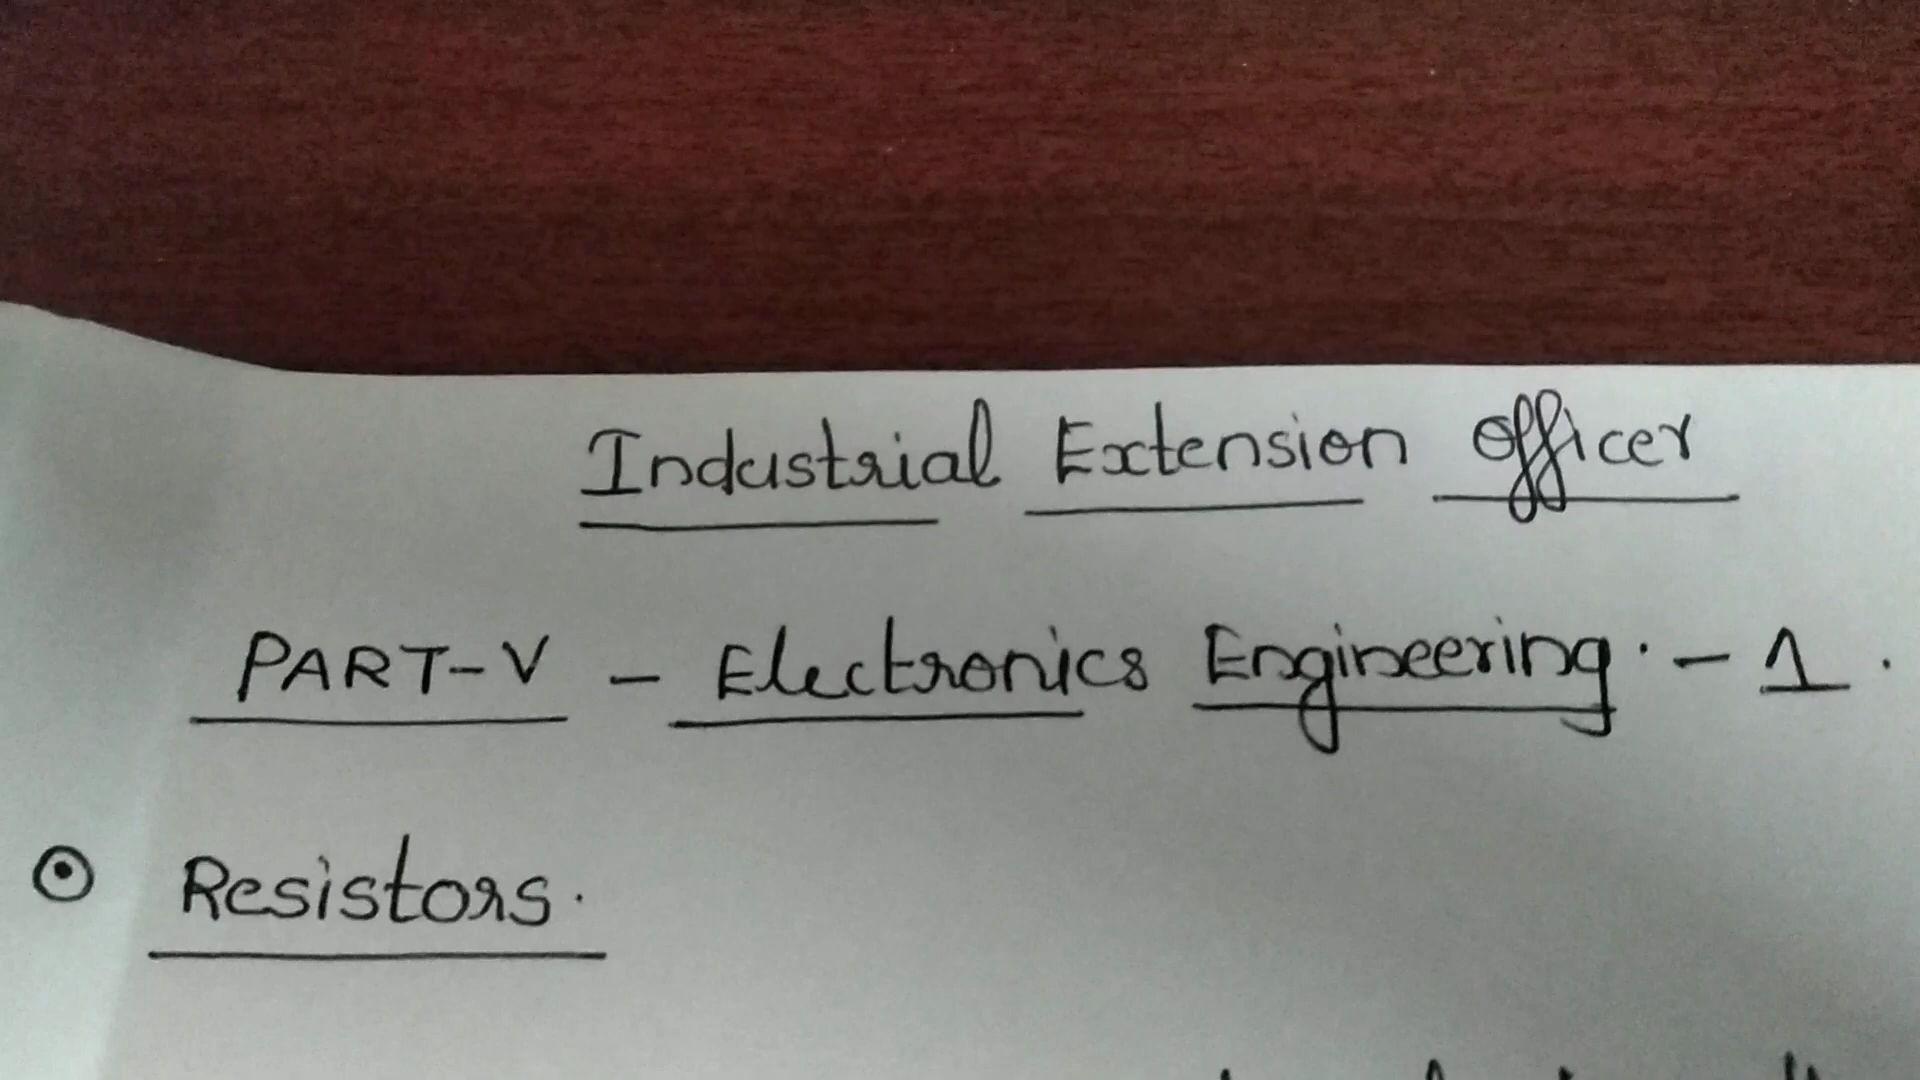 Industrial Extension Officer
PART-V - Electronics Engineering. - 1.
⊙ Resistors.